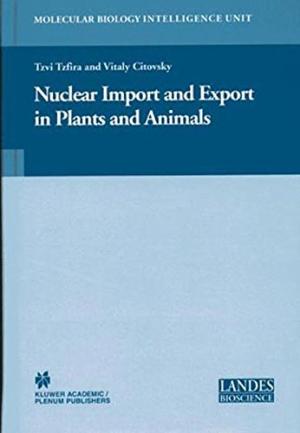 MOLECULAR BIOLOGY INTELLIGENCE UNIT
Tzvi Tzfira and Vitaly Citovsky
Nuclear Import and Export
in Plants and Animals
KLUWER ACADEMIC /
PLENUM PUBLISHERS
LANDES
BIOSCIENCE